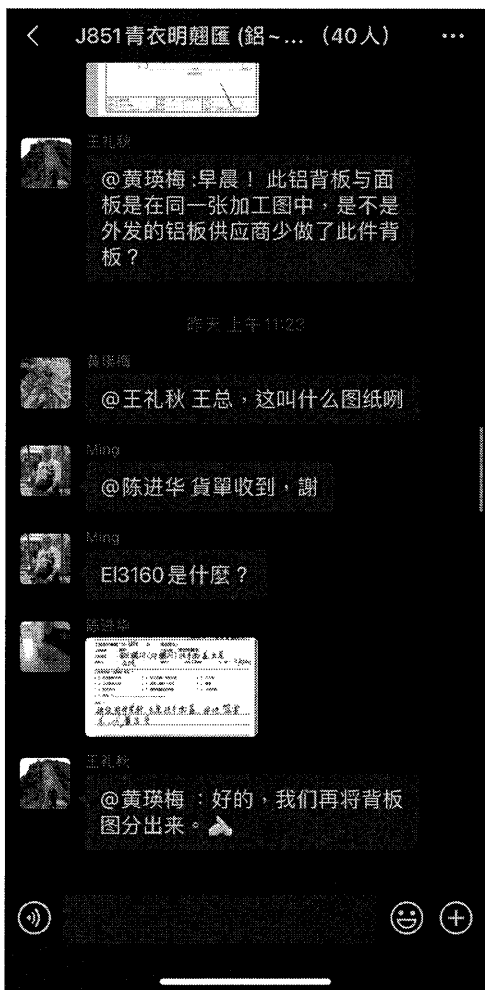 J851青衣明翹匯 (鋁~...（40人）
王礼秋
@黄瑛梅 :早晨！ 此铝背板与面
板是在同一张加工图中，是不是
外发的铝板供应商少做了此件背
板？
昨天 上午11:23
黄瑛梅
@王礼秋 王总，这叫什么图纸咧
Ming
@陈进华 貨單收到，謝
Ming
EI3160是什麼？
陈进华
王礼秋
@黄瑛梅 ：好的，我们再将背板
图分出来。